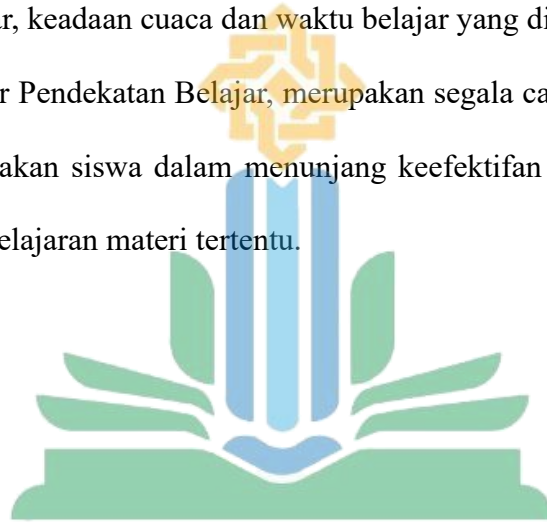 ar, keadaan cuaca dan waktu belajar yang di
r Pendekatan Belajar, merupakan segala ca
akan siswa dalam menunjang keefektifan
elajaran materi tertentu.